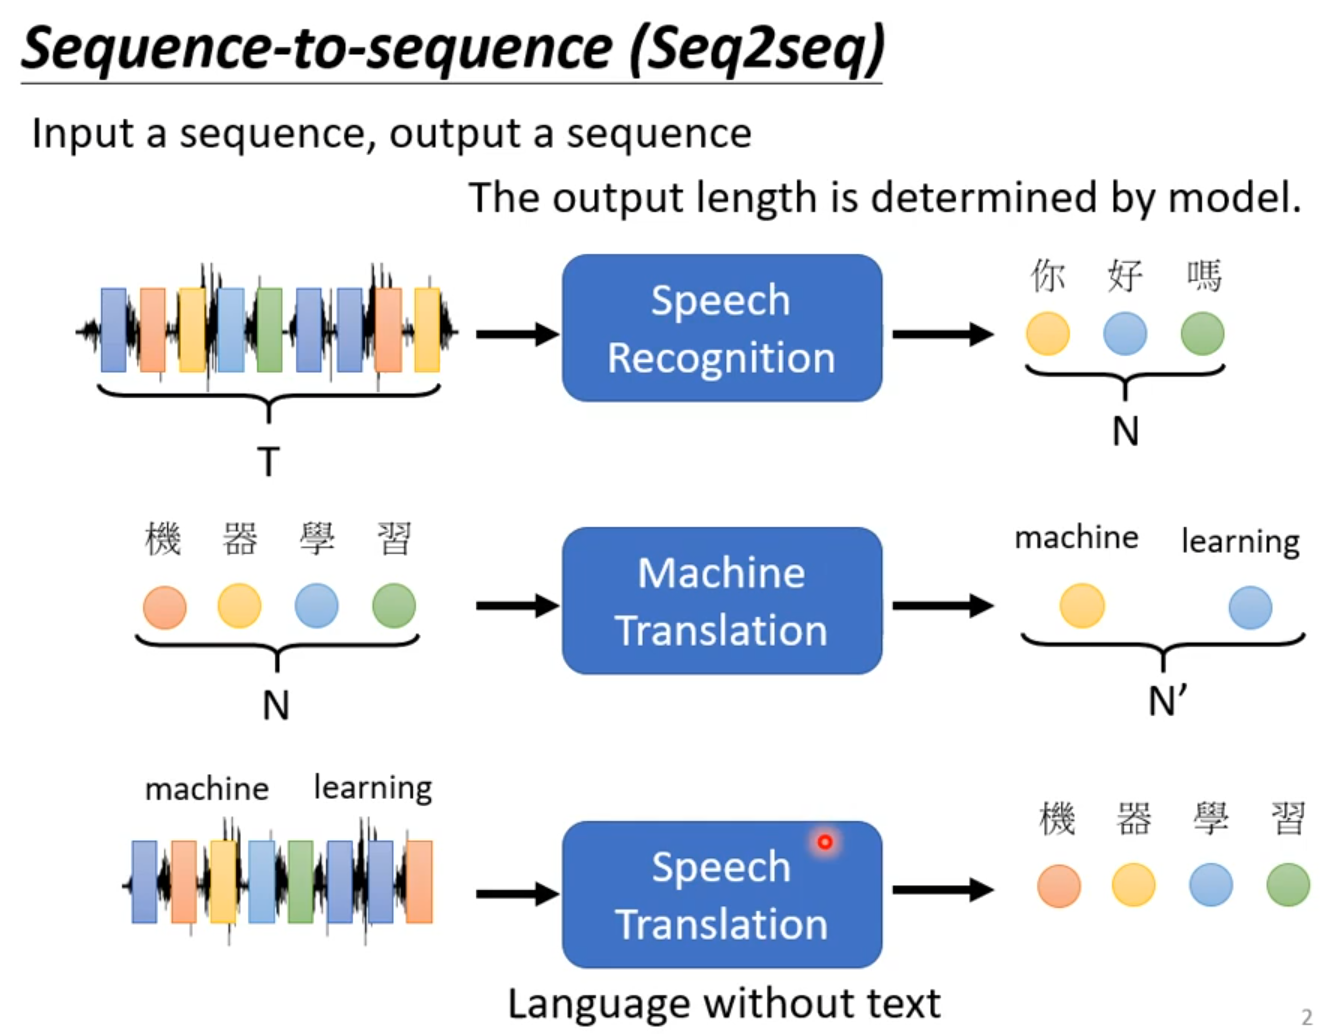 Sequence-to-sequence (Seq2seq)
Input a sequence, output a sequence
The output length is determined by model.
Speech
Recognition
你 好 嗎
T
N
機 器 學 習
Machine
Translation
machine learning
N
N’
machine learning
Speech
Translation
機 器 學 習
Language without text
2